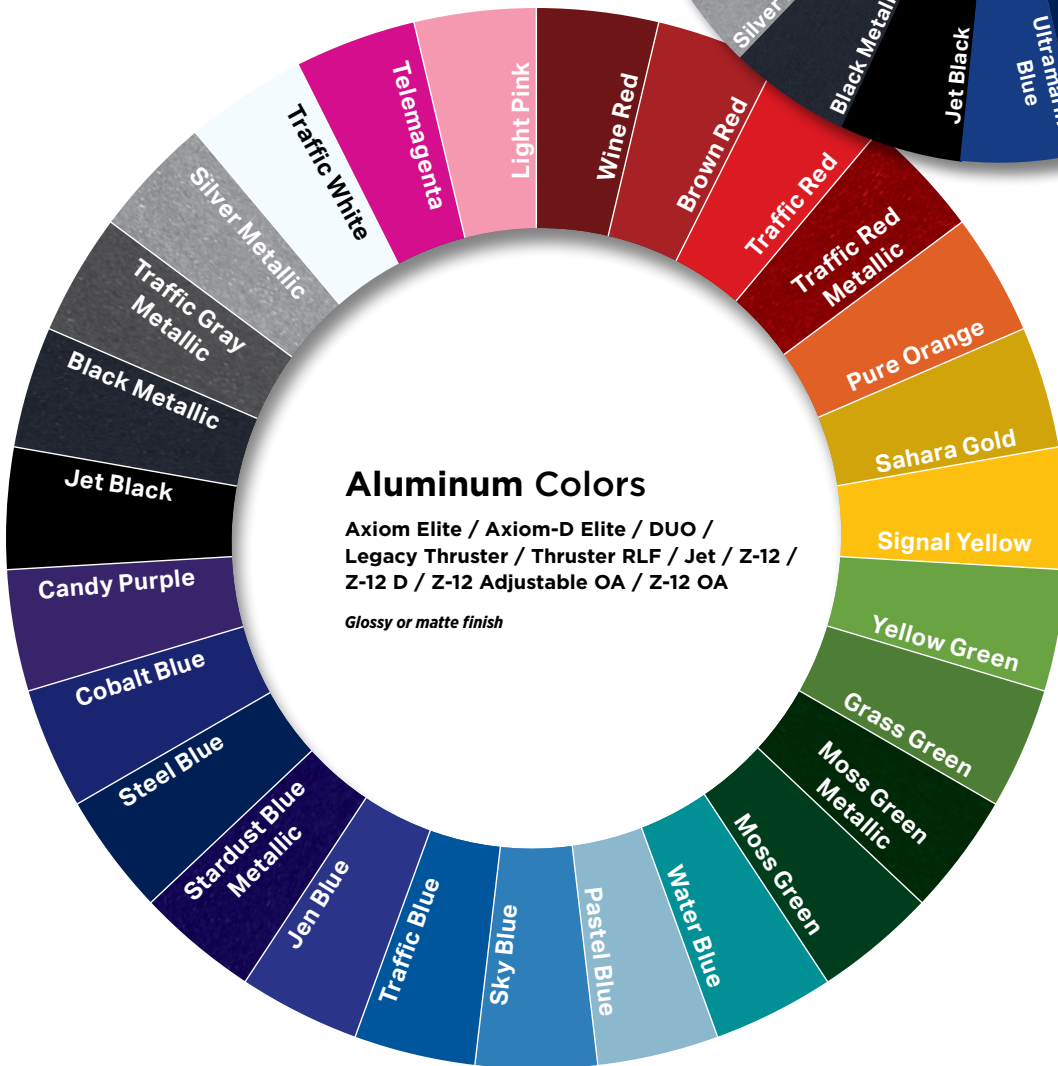 Aluminum Colors
Axiom Elite / Axiom-D Elite / DUO /
Legacy Thruster / Thruster RLF / Jet / Z-12 /
Z-12 D / Z-12 Adjustable OA / Z-12 OA
Glossy or matte finish
Wine Red
Brown Red
Traffic Red
Traffic Red
Metallic
Pure Orange
Sahara Gold
Signal Yellow
Yellow Green
Grass Green
Moss Green
Metallic
Moss Green
Water Blue
Pastel Blue
Sky Blue
Traffic Blue
Jen Blue
Stardust Blue
Metallic
Steel Blue
Cobalt Blue
Candy Purple
Jet Black
Black Metallic
Traffic Gray
Metallic
Silver Metallic
Traffic White
Telemagenta
Light Pink
Silver
Black Metall
Jet Black
Blue